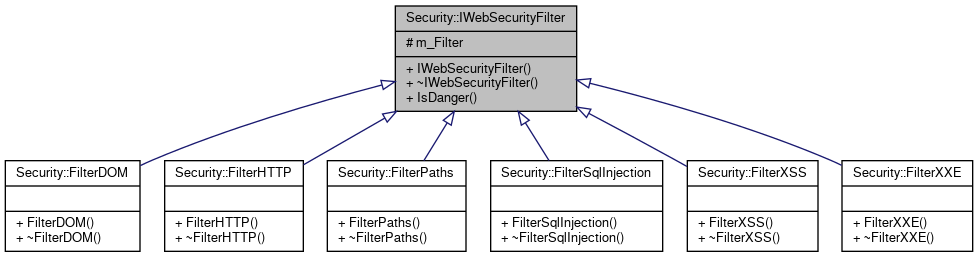 Security::IWebSecurityFilter
# m_Filter
+ IWebSecurityFilter()
+ ~IWebSecurityFilter()
+ IsDanger()
Security::FilterDOM
+ FilterDOM()
+ ~FilterDOM()
Security::FilterHTTP
+ FilterHTTP()
+ ~FilterHTTP()
Security::FilterPaths
+ FilterPaths()
+ ~FilterPaths()
Security::FilterSqlInjection
+ FilterSqlInjection()
+ ~FilterSqlInjection()
Security::FilterXSS
+ FilterXSS()
+ ~FilterXSS()
Security::FilterXXE
+ FilterXXE()
+ ~FilterXXE()